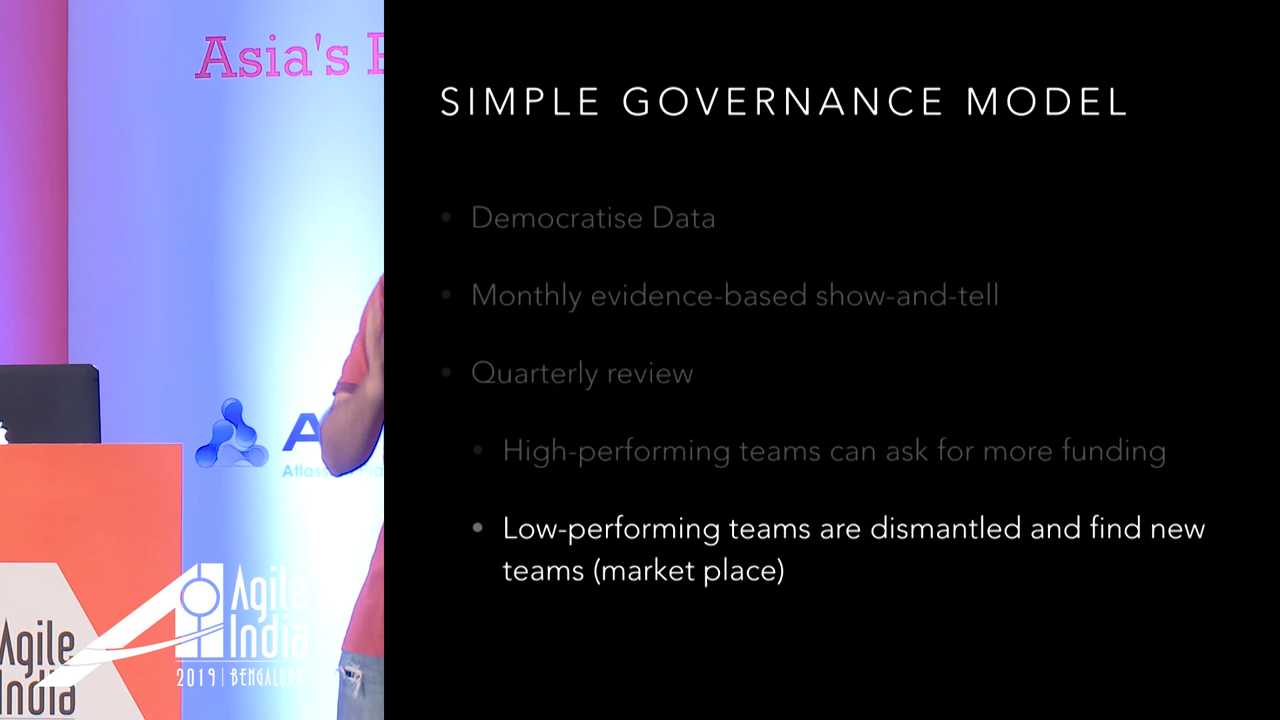 Asia's
SIMPLE GOVERNANCE MODEL
• Democratise Data
• Monthly evidence-based show-and-tell
• Quarterly review
• High-performing teams can ask for more funding
• Low-performing teams are dismantled and find new
teams (market place)
Agile
India
2019 | BENGALURU
Agile
India